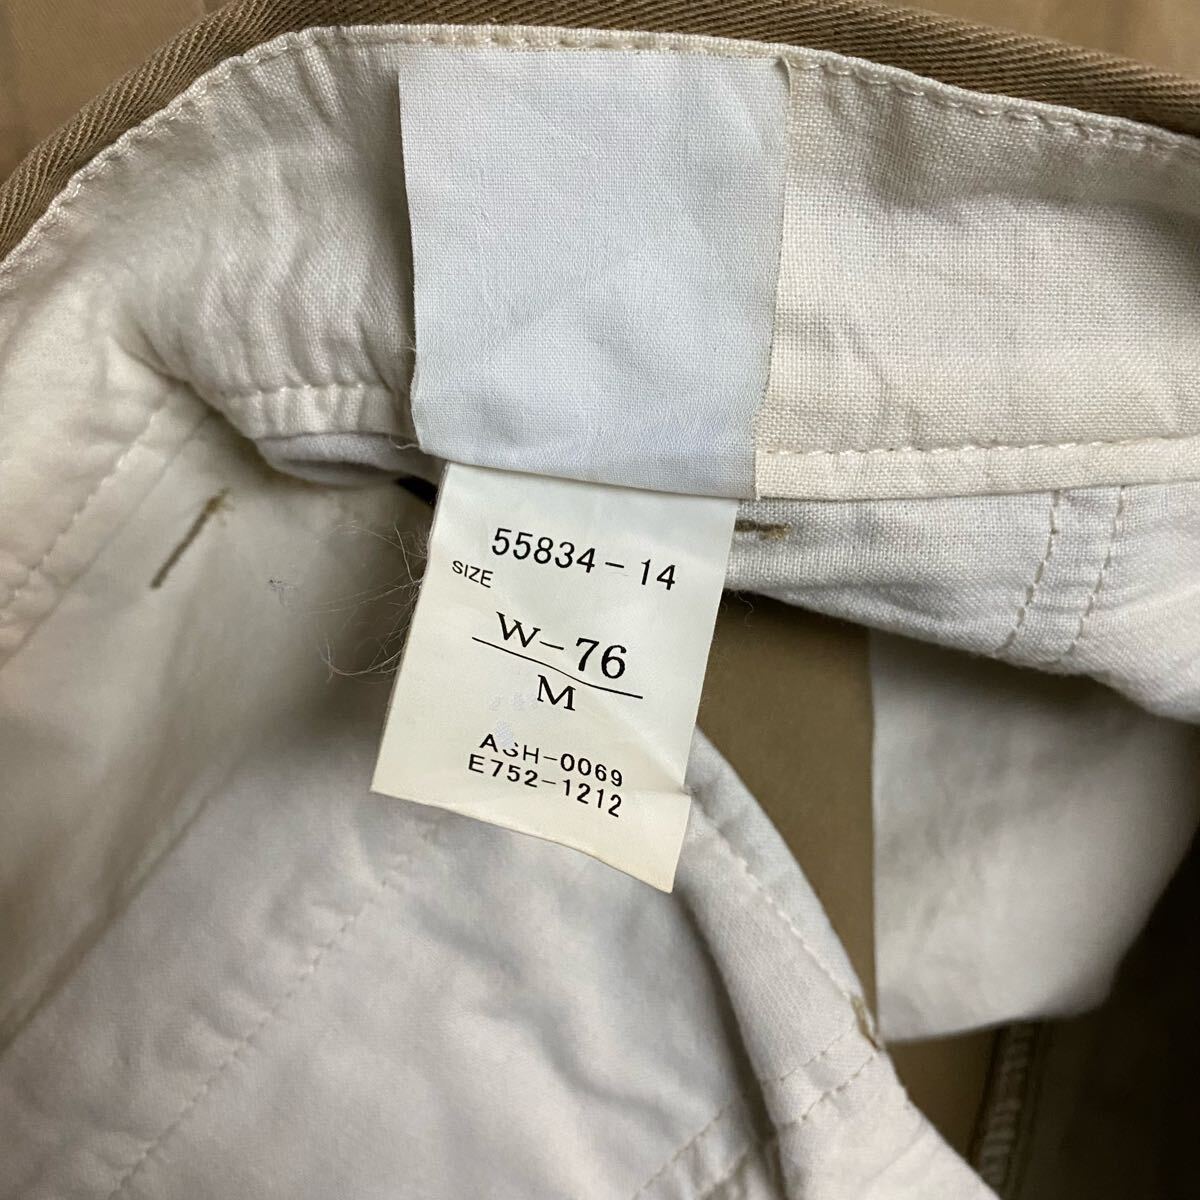 55834-14
SIZE
W-76
M
ASH-0069
E752-1212